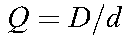 Q = D/d